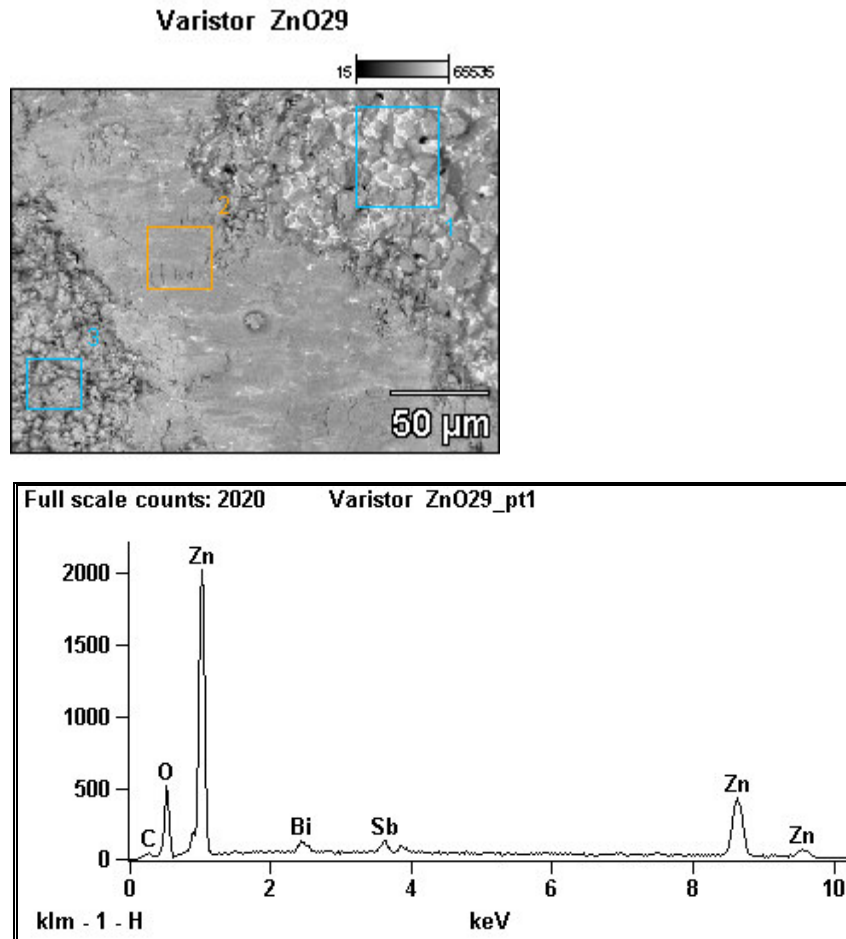 Varistor ZnO29
15 65535
1
2
3
50 µm
Full scale counts: 2020 Varistor ZnO29_pt1
Zn
2000
1500
1000
O
500
Zn
C
Bi
Sb
Zn
0
0 2 4 6 8 10
klm - 1 - H keV